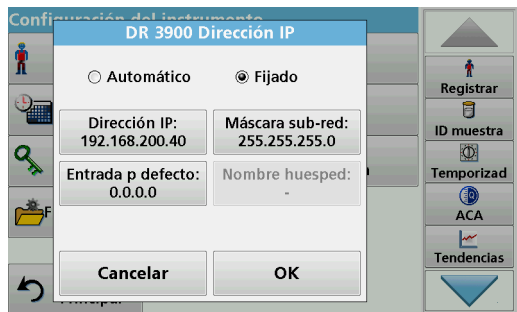 Configuración del instrumento
DR 3900 Dirección IP
Automático
Fijado
Dirección IP:
192.168.200.40
Máscara sub-red:
255.255.255.0
Entrada p defecto:
0.0.0.0
Nombre huesped:
-
Cancelar
OK
Principal
Registrar
ID muestra
Temporizad
ACA
Tendencias